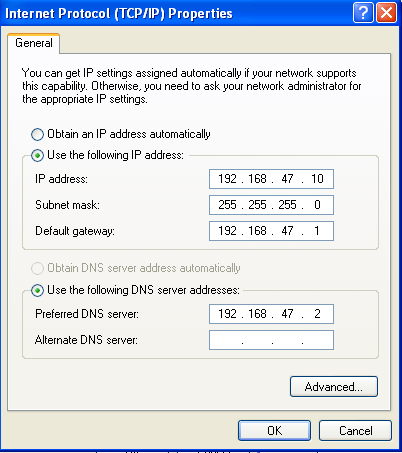 Internet Protocol (TCP/IP) Properties
General
You can get IP settings assigned automatically if your network supports
this capability. Otherwise, you need to ask your network administrator for
the appropriate IP settings.
Obtain an IP address automatically
Use the following IP address:
IP address: 192 . 168 . 47 . 10
Subnet mask: 255 . 255 . 255 . 0
Default gateway: 192 . 168 . 47 . 1
Obtain DNS server address automatically
Use the following DNS server addresses:
Preferred DNS server: 192 . 168 . 47 . 2
Alternate DNS server: . . .
Advanced...
OK Cancel